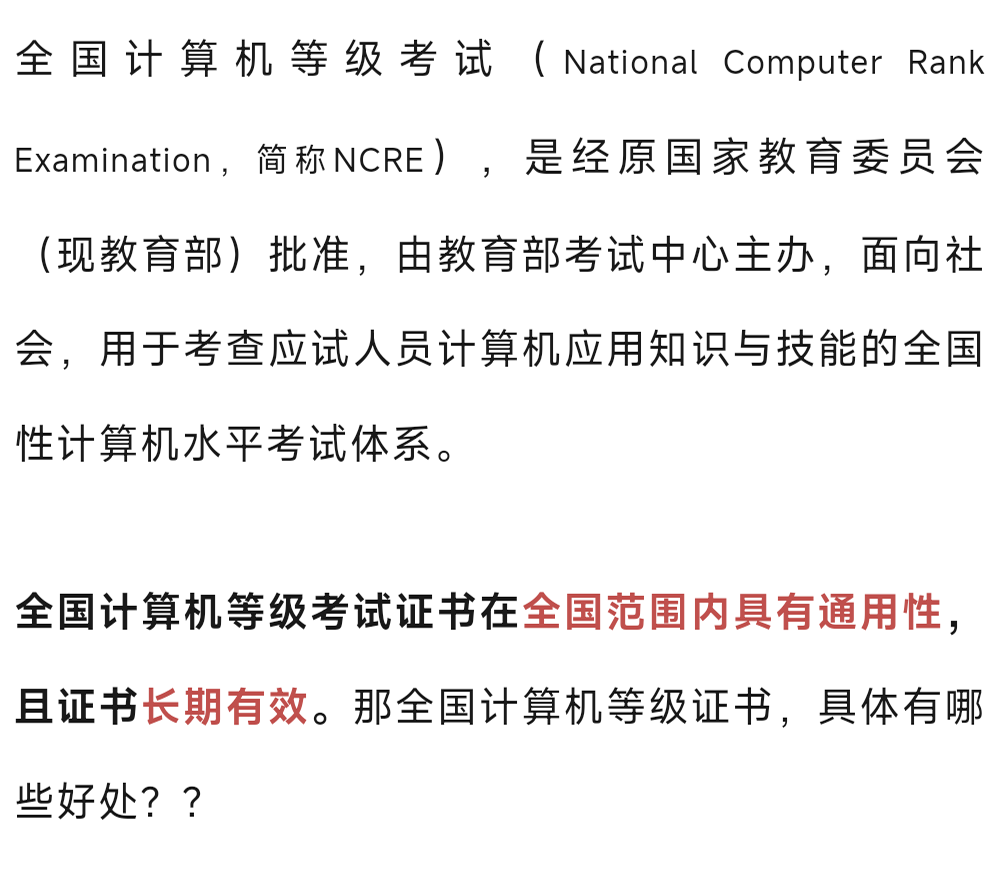 全国计算机等级考试（National Computer Rank
Examination，简称NCRE），是经原国家教育委员会
（现教育部）批准，由教育部考试中心主办，面向社
会，用于考查应试人员计算机应用知识与技能的全国
性计算机水平考试体系。
全国计算机等级考试证书在全国范围内具有通用性，
且证书长期有效。那全国计算机等级证书，具体有哪
些好处？？